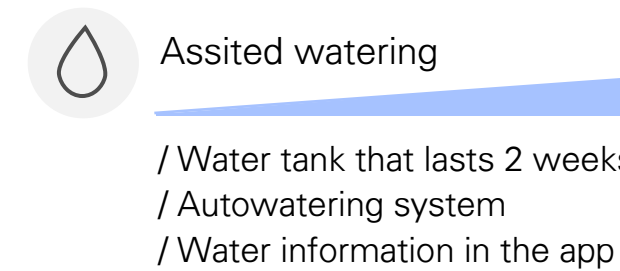 Assited watering
/ Water tank that lasts 2 weeks
/ Autowatering system
/ Water information in the app